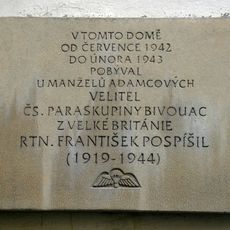 V TOMTO DOMĚ
OD ČERVENCE 1942
DO ÚNORA 1943
POBÝVAL
U MANŽELŮ ADAMCOVÝCH
VELITEL
ČS. PARASKUPINY BIVOUAC
Z VELKÉ BRITÁNIE
RTN. FRANTIŠEK POSPÍŠIL
(1919-1944)